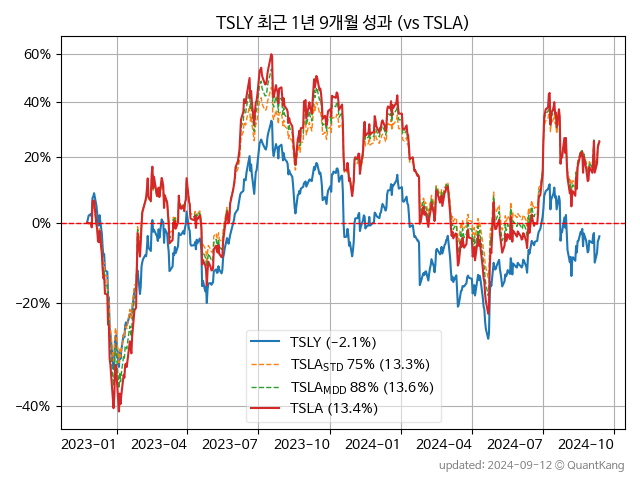 TSLY 최근 1년 9개월 성과 (vs TSLA)
60%
40%
20%
0%
−20%
−40%
TSLY (−2.1%)
TSLA_STD 75% (13.3%)
TSLA_MDD 88% (13.6%)
TSLA (13.4%)
2023−01 2023−04 2023−07 2023−10 2024−01 2024−04 2024−07 2024−10
updated: 2024-09-12 © QuantKang